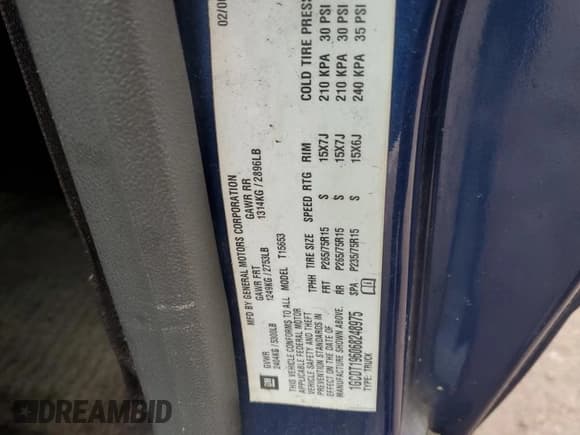 02/0
MFD BY GENERAL MOTORS CORPORATION
GVWR GAWR FRT GAWR RR
2404KG / 5300LB 1249KG / 2753LB 1314KG / 2896LB
THIS VEHICLE CONFORMS TO ALL
APPLICABLE FEDERAL MOTOR
VEHICLE SAFETY AND THEFT
PREVENTION STANDARDS IN
EFFECT ON THE DATE OF
MANUFACTURE SHOWN ABOVE.
1GCDT196068248975
TYPE: TRUCK
MODEL T15653
TPHH TIRE SIZE SPEED RTG RIM COLD TIRE PRES
FRT P265/75R15 S 15X7J 210 KPA 30 PSI
RR P265/75R15 S 15X7J 210 KPA 30 PSI
SPA P235/75R15 S 15X6J 240 KPA 35 PSI
GM
DREAMBID